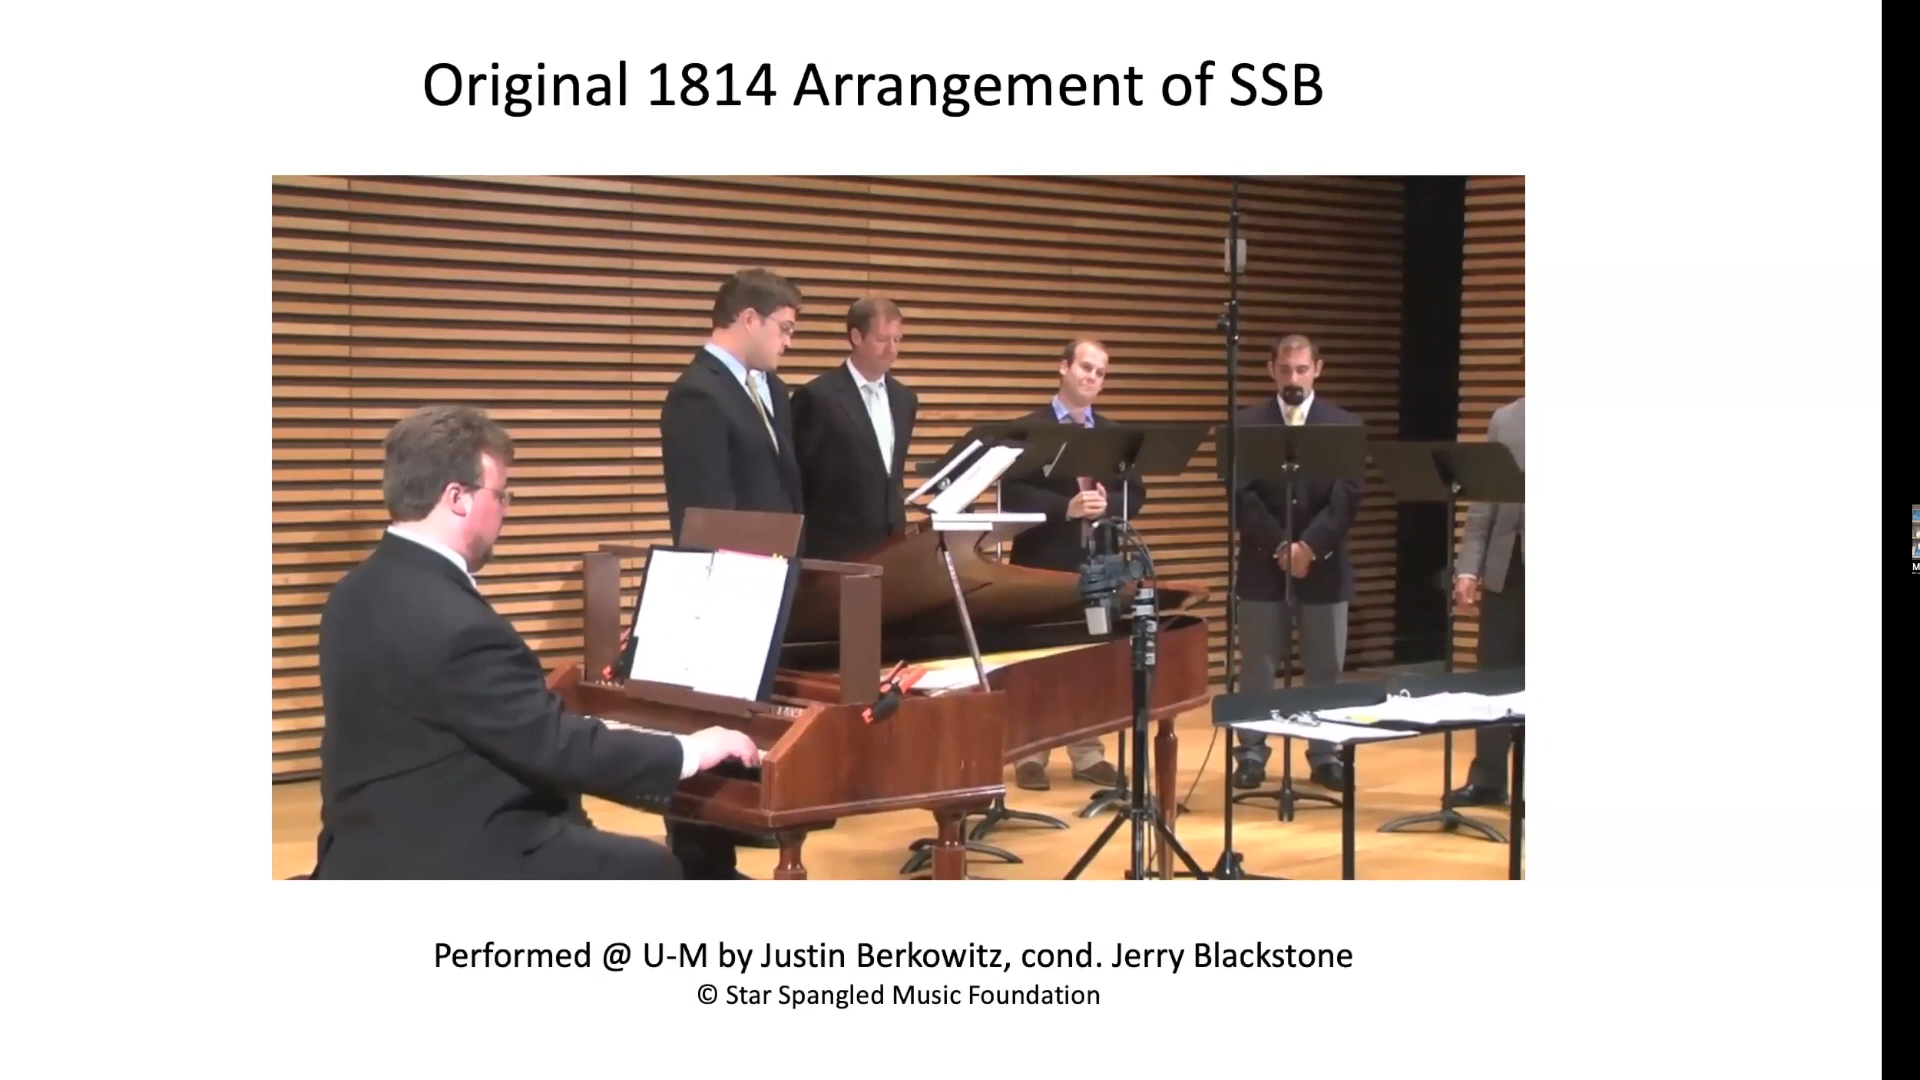 Original 1814 Arrangement of SSB
Performed @ U-M by Justin Berkowitz, cond. Jerry Blackstone
© Star Spangled Music Foundation